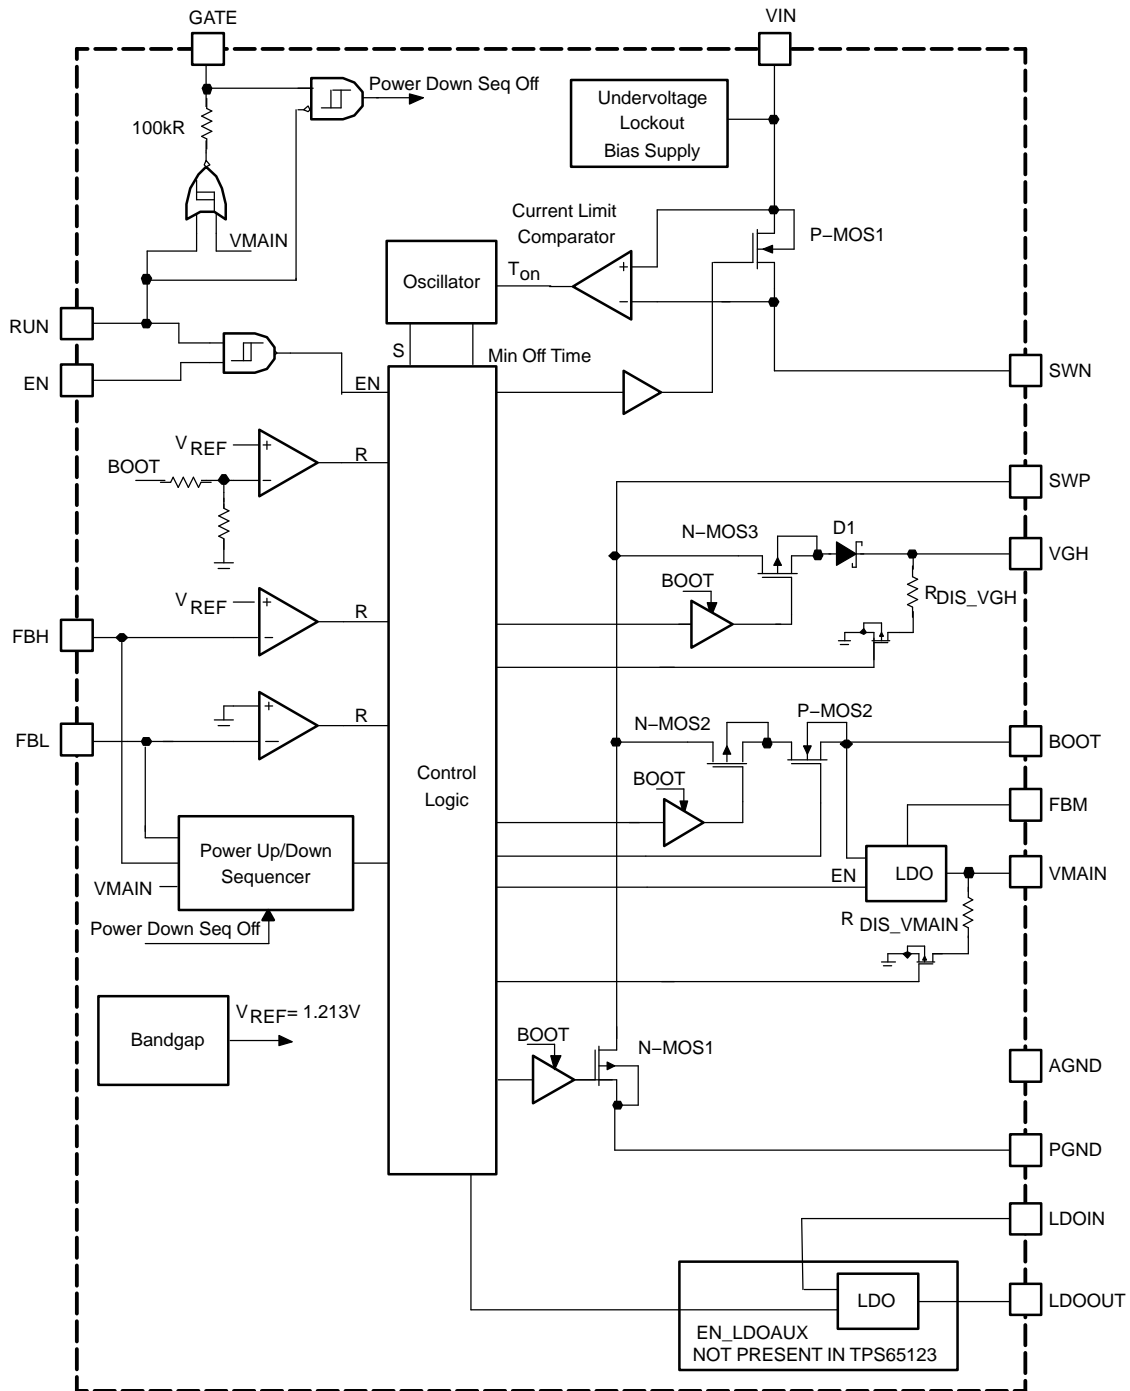 GATE
VIN
Power Down Seq Off
Undervoltage
Lockout
Bias Supply
100kR
Current Limit
Comparator
P–MOS1
VMAIN
Oscillator
Ton
+
–
RUN
S
Min Off Time
EN
EN
SWN
VREF
+
–
R
BOOT
SWP
N–MOS3
D1
VGH
BOOT
RDIS_VGH
VREF
+
–
R
FBH
+
–
R
FBL
N–MOS2
P–MOS2
BOOT
Control
Logic
BOOT
FBM
Power Up/Down
Sequencer
VMAIN
EN
LDO
VMAIN
Power Down Seq Off
R DIS_VMAIN
VREF= 1.213V
Bandgap
BOOT
N–MOS1
AGND
PGND
LDOIN
LDO
LDOOUT
EN_LDOAUX
NOT PRESENT IN TPS65123